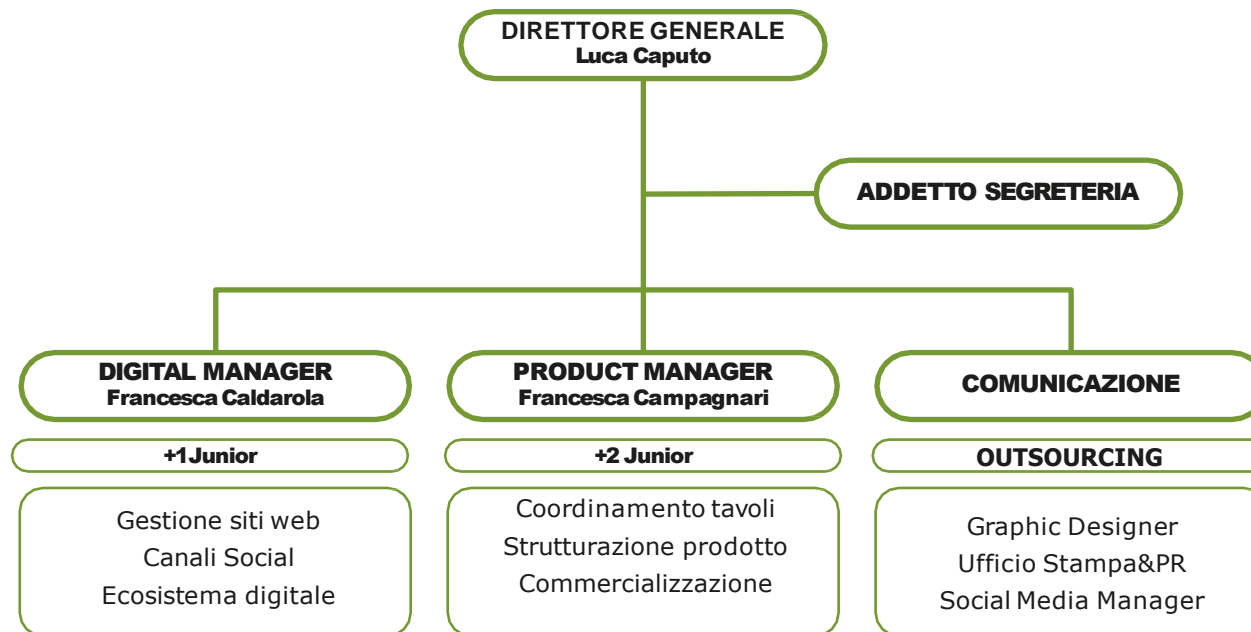 DIRETTORE GENERALE
Luca Caputo
ADDETTO SEGRETERIA
DIGITAL MANAGER
Francesca Caldarola
PRODUCT MANAGER
Francesca Campagnari
COMUNICAZIONE
+1 Junior
+2 Junior
OUTSOURCING
Gestione siti web
Canali Social
Ecosistema digitale
Coordinamento tavoli
Strutturazione prodotto
Commercializzazione
Graphic Designer
Ufficio Stampa&PR
Social Media Manager